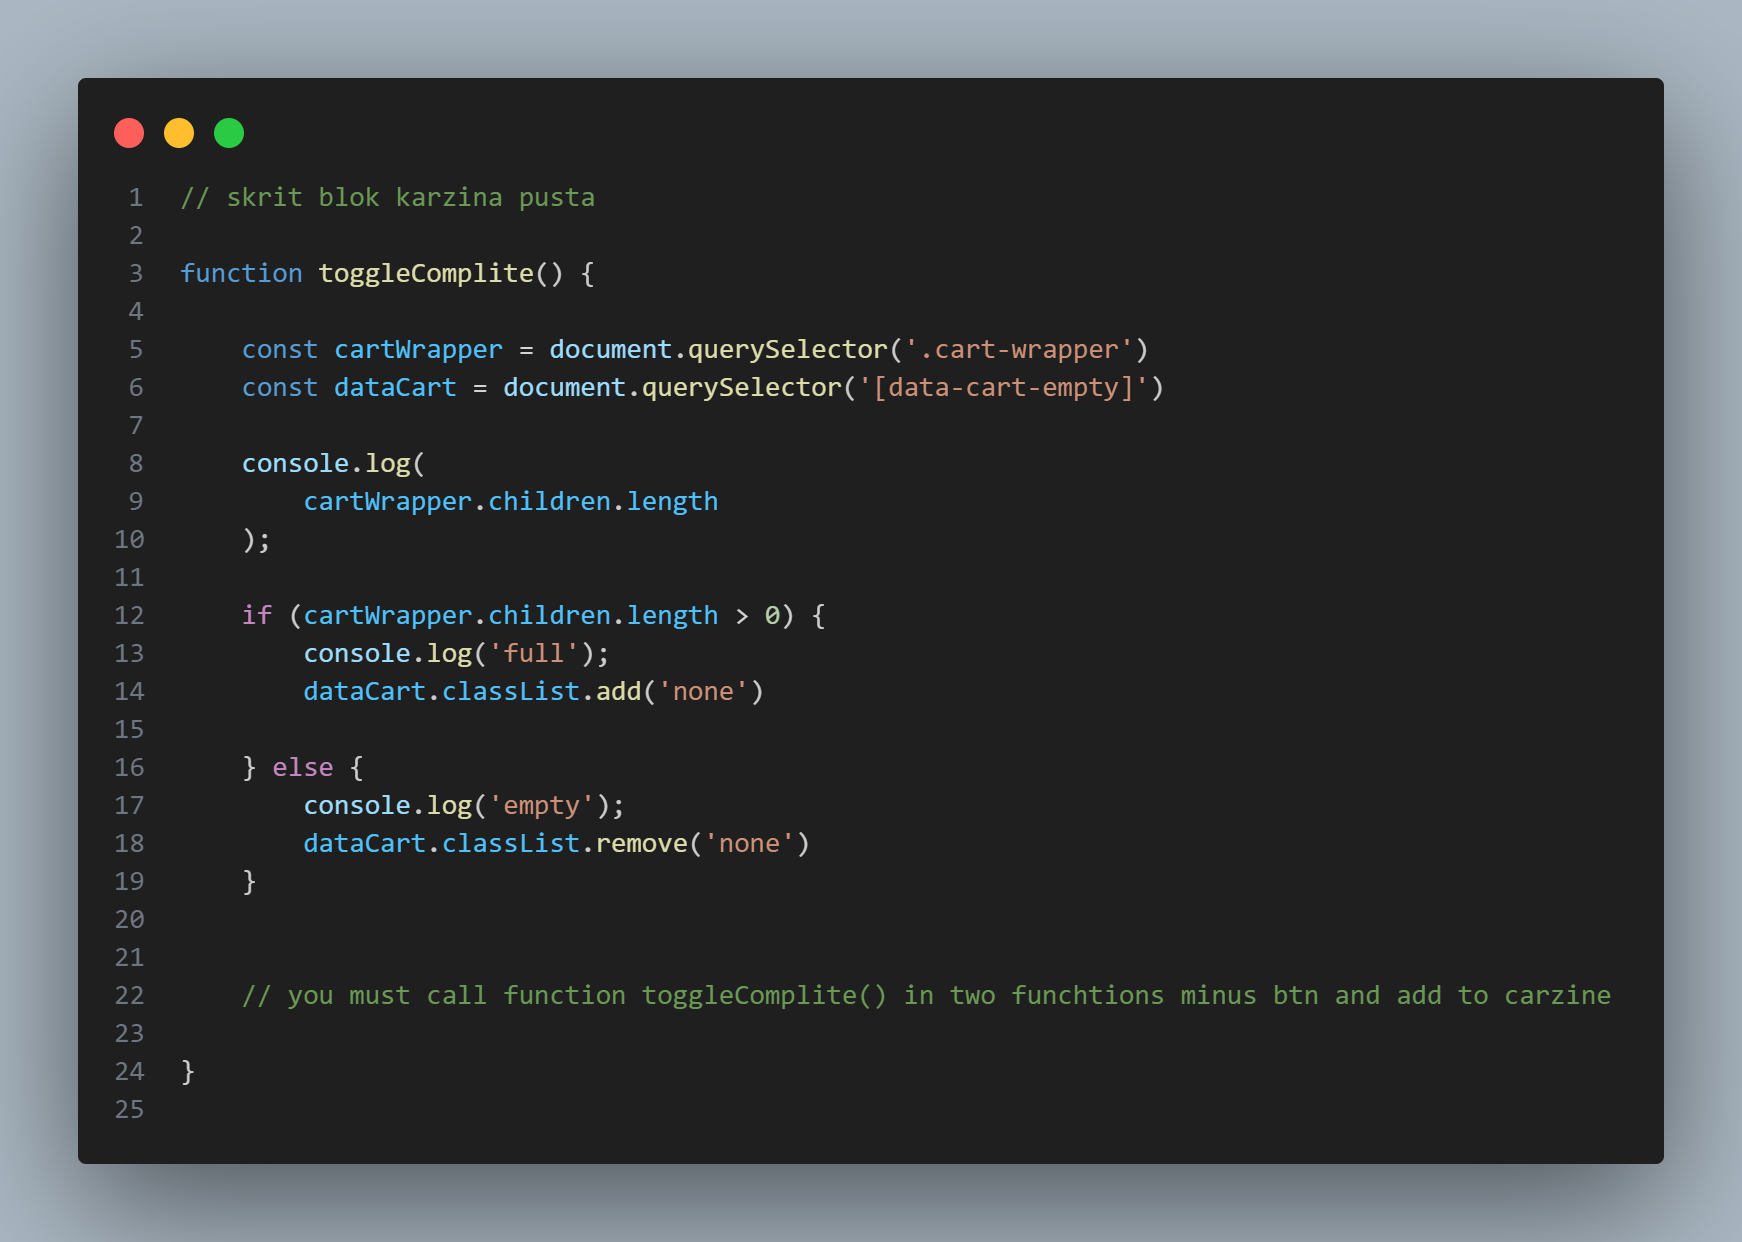 1 // skrit blok karzina pusta
2
3 function toggleComplite() {
4
5     const cartWrapper = document.querySelector('.cart-wrapper')
6     const dataCart = document.querySelector('[data-cart-empty]')
7
8     console.log(
9         cartWrapper.children.length
10     );
11
12     if (cartWrapper.children.length > 0) {
13         console.log('full');
14         dataCart.classList.add('none')
15
16     } else {
17         console.log('empty');
18         dataCart.classList.remove('none')
19     }
20
21
22     // you must call function toggleComplite() in two funchtions minus btn and add to carzine
23
24 }
25